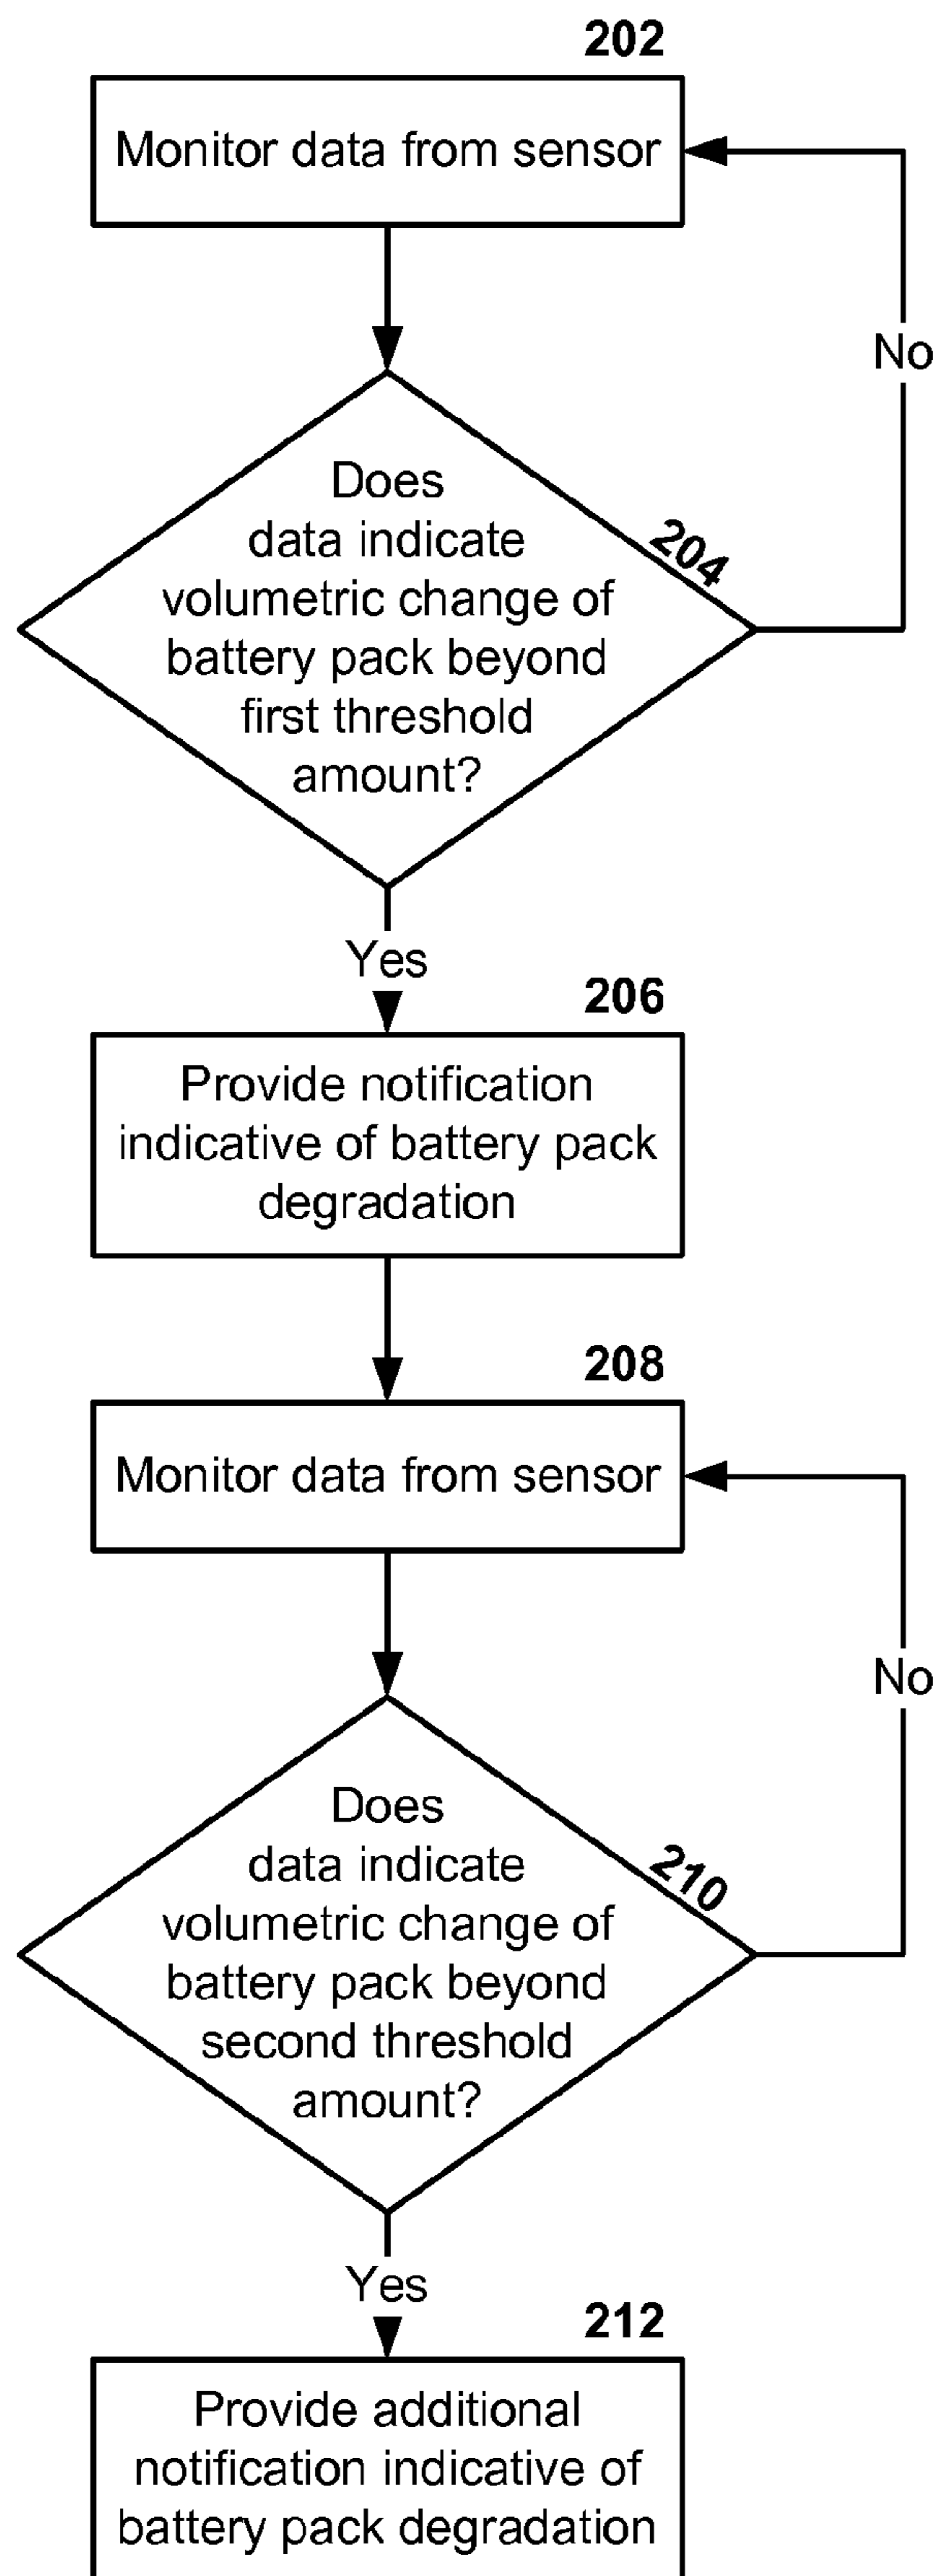 202
Monitor data from sensor
No
Does
data indicate
volumetric change of
battery pack beyond
first threshold
amount?
204
Yes
206
Provide notification
indicative of battery pack
degradation
208
Monitor data from sensor
No
Does
data indicate
volumetric change of
battery pack beyond
second threshold
amount?
210
Yes
212
Provide additional
notification indicative of
battery pack degradation